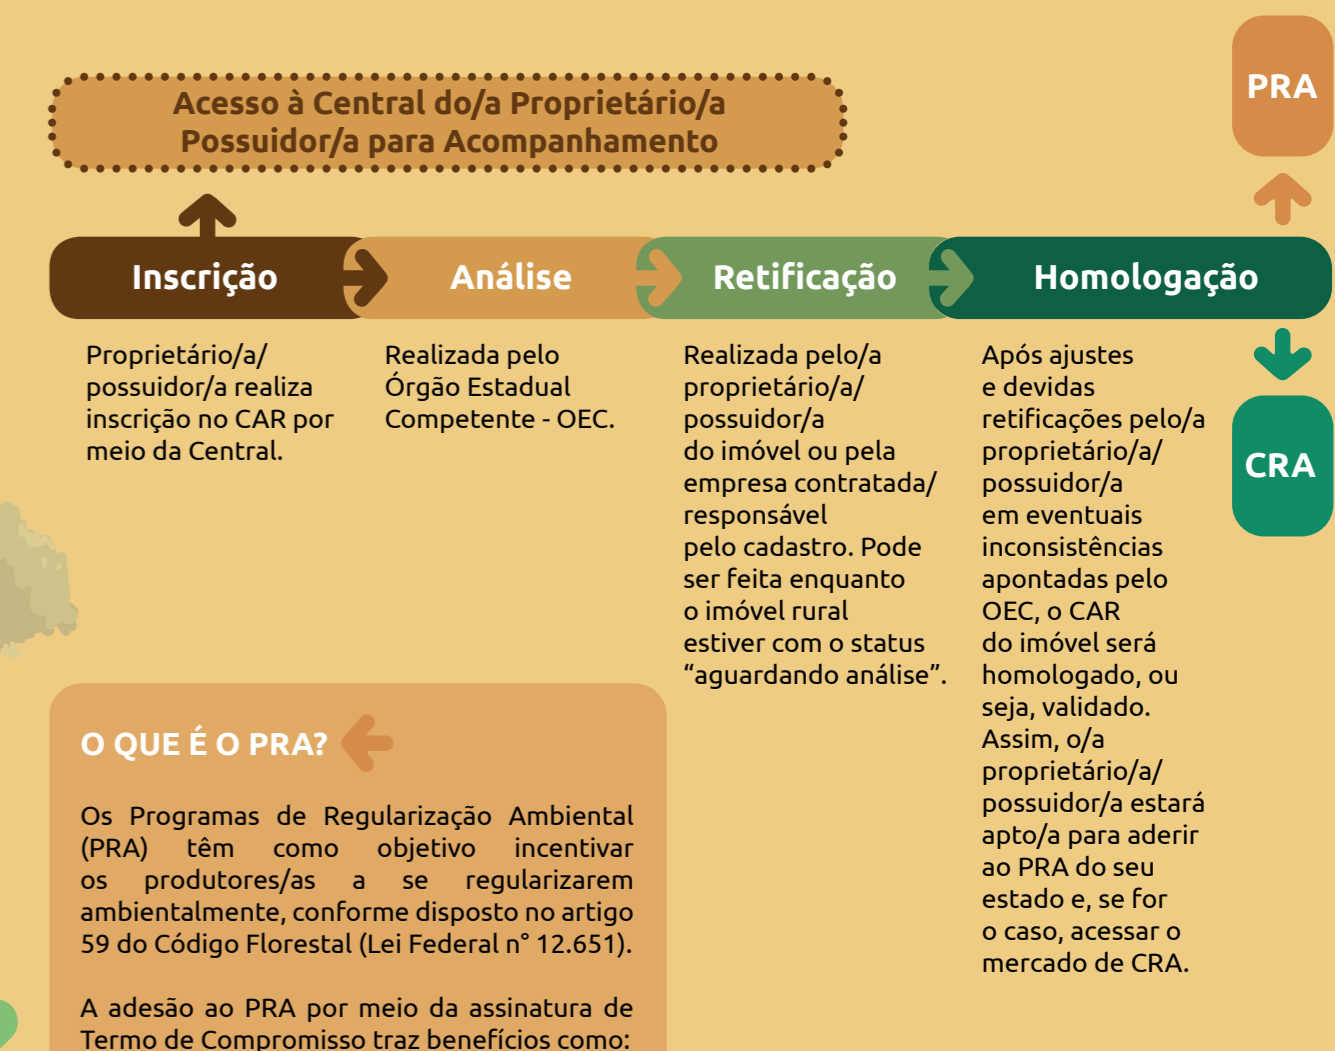 Acesso à Central do/a Proprietário/a
Possuidor/a para Acompanhamento
PRA
Inscrição
Análise
Retificação
Homologação
Proprietário/a/
possuidor/a realiza
inscrição no CAR por
meio da Central.
Realizada pelo
Órgão Estadual
Competente - OEC.
Realizada pelo/a
proprietário/a/
possuidor/a
do imóvel ou pela
empresa contratada/
responsável
pelo cadastro. Pode
ser feita enquanto
o imóvel rural
estiver com o status
“aguardando análise”.
Após ajustes
e devidas
retificações pelo/a
proprietário/a/
possuidor/a
em eventuais
inconsistências
apontadas pelo
OEC, o CAR
do imóvel será
homologado, ou
seja, validado.
Assim, o/a
proprietário/a/
possuidor/a estará
apto/a para aderir
ao PRA do seu
estado e, se for
o caso, acessar o
mercado de CRA.
CRA
O QUE É O PRA?
Os Programas de Regularização Ambiental
(PRA) têm como objetivo incentivar
os produtores/as a se regularizarem
ambientalmente, conforme disposto no artigo
59 do Código Florestal (Lei Federal n° 12.651).
A adesão ao PRA por meio da assinatura de
Termo de Compromisso traz benefícios como: